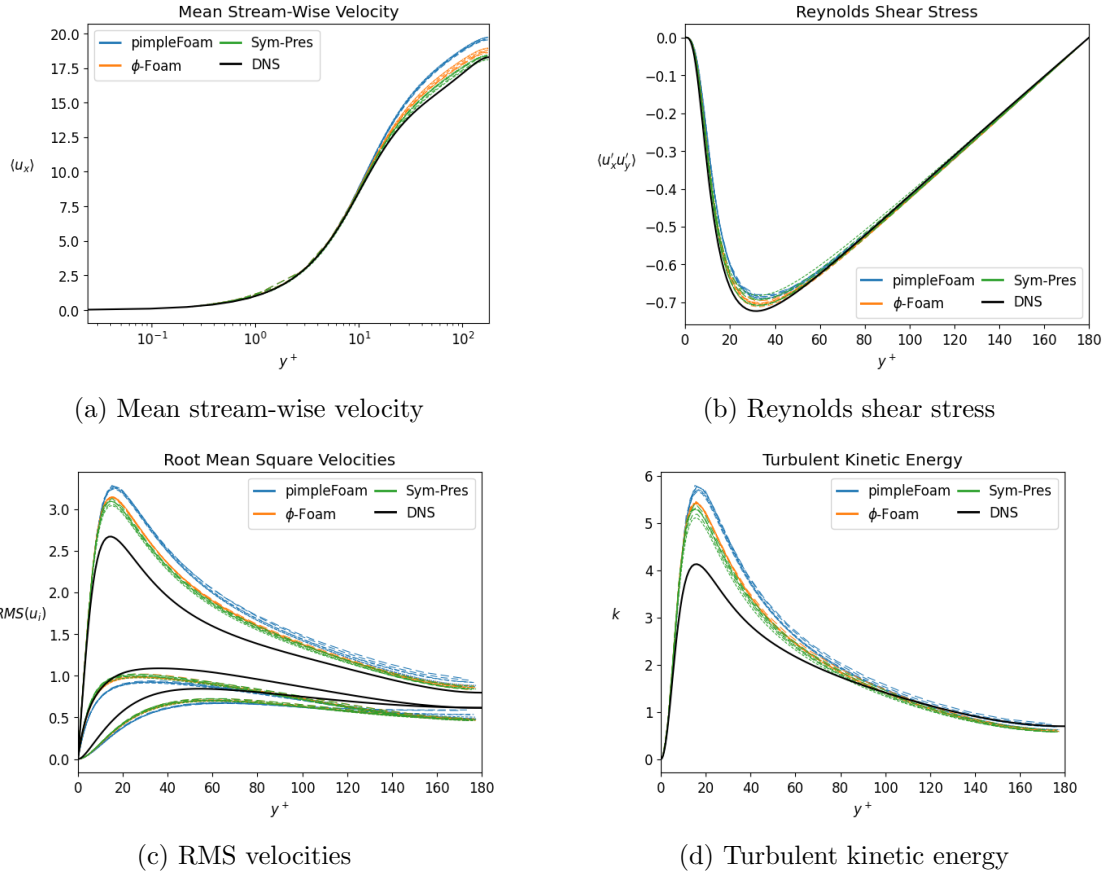 Mean Stream-Wise Velocity
20.0
17.5
15.0
12.5
10.0
7.5
5.0
2.5
0.0
⟨u_x⟩
pimpleFoam
ϕ-Foam
Sym-Pres
DNS
10⁻¹ 10⁰ 10¹ 10²
y⁺
(a) Mean stream-wise velocity
Reynolds Shear Stress
0.0
−0.1
−0.2
−0.3
−0.4
−0.5
−0.6
−0.7
⟨u′_x u′_y⟩
pimpleFoam
ϕ-Foam
Sym-Pres
DNS
0 20 40 60 80 100 120 140 160 180
y⁺
(b) Reynolds shear stress
Root Mean Square Velocities
3.0
2.5
2.0
1.5
1.0
0.5
0.0
RMS(u_i)
pimpleFoam
ϕ-Foam
Sym-Pres
DNS
0 20 40 60 80 100 120 140 160 180
y⁺
(c) RMS velocities
Turbulent Kinetic Energy
6
5
4
3
2
1
0
k
pimpleFoam
ϕ-Foam
Sym-Pres
DNS
0 20 40 60 80 100 120 140 160 180
y⁺
(d) Turbulent kinetic energy